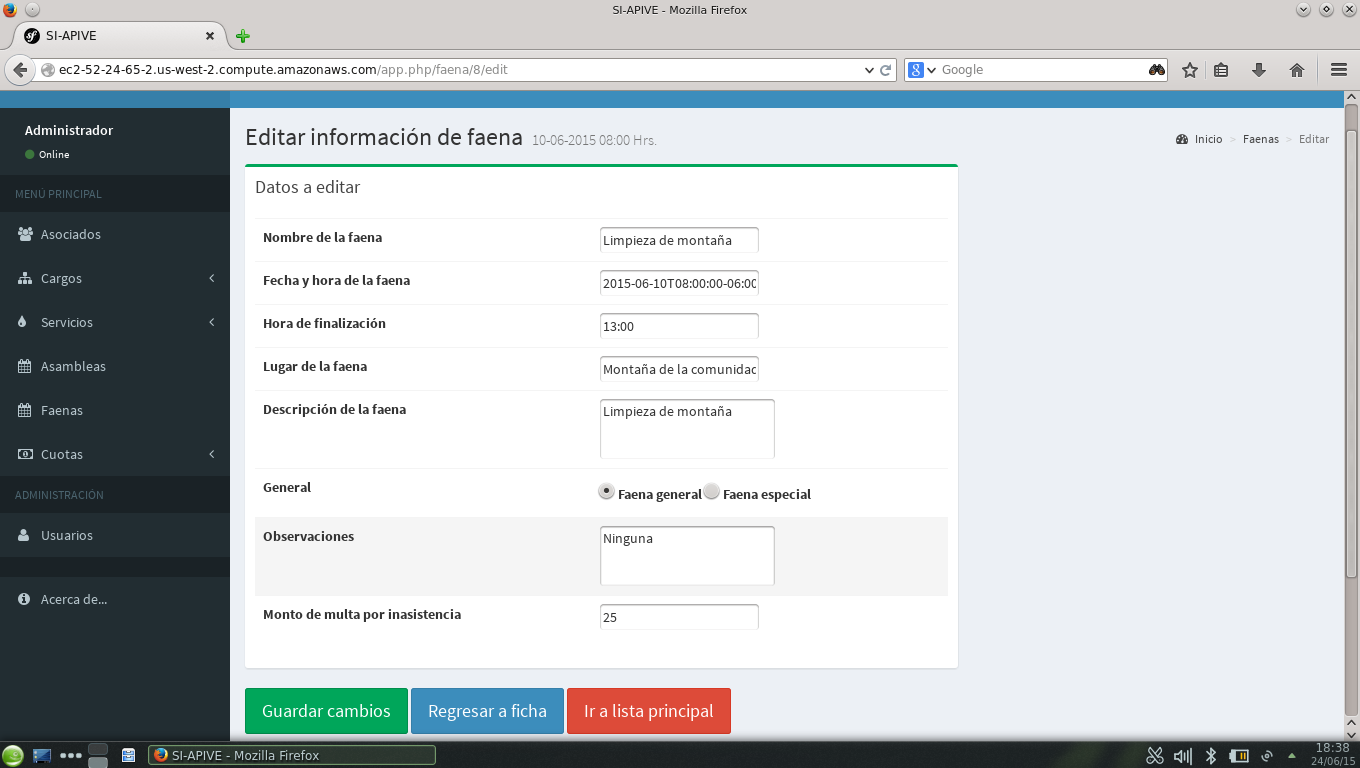 SI-APIVE - Mozilla Firefox
SI-APIVE
ec2-52-24-65-2.us-west-2.compute.amazonaws.com/app.php/faena/8/edit
Google
Administrador
Online
MENÚ PRINCIPAL
Asociados
Cargos
Servicios
Asambleas
Faenas
Cuotas
ADMINISTRACIÓN
Usuarios
Acerca de...
Editar información de faena 10-06-2015 08:00 Hrs.
Inicio > Faenas > Editar
Datos a editar
Nombre de la faena Limpieza de montaña
Fecha y hora de la faena 2015-06-10T08:00:00-06:00
Hora de finalización 13:00
Lugar de la faena Montaña de la comunidad
Descripción de la faena Limpieza de montaña
General Faena general Faena especial
Observaciones Ninguna
Monto de multa por inasistencia 25
Guardar cambios Regresar a ficha Ir a lista principal
SI-APIVE - Mozilla Firefox
18:38
24/06/15